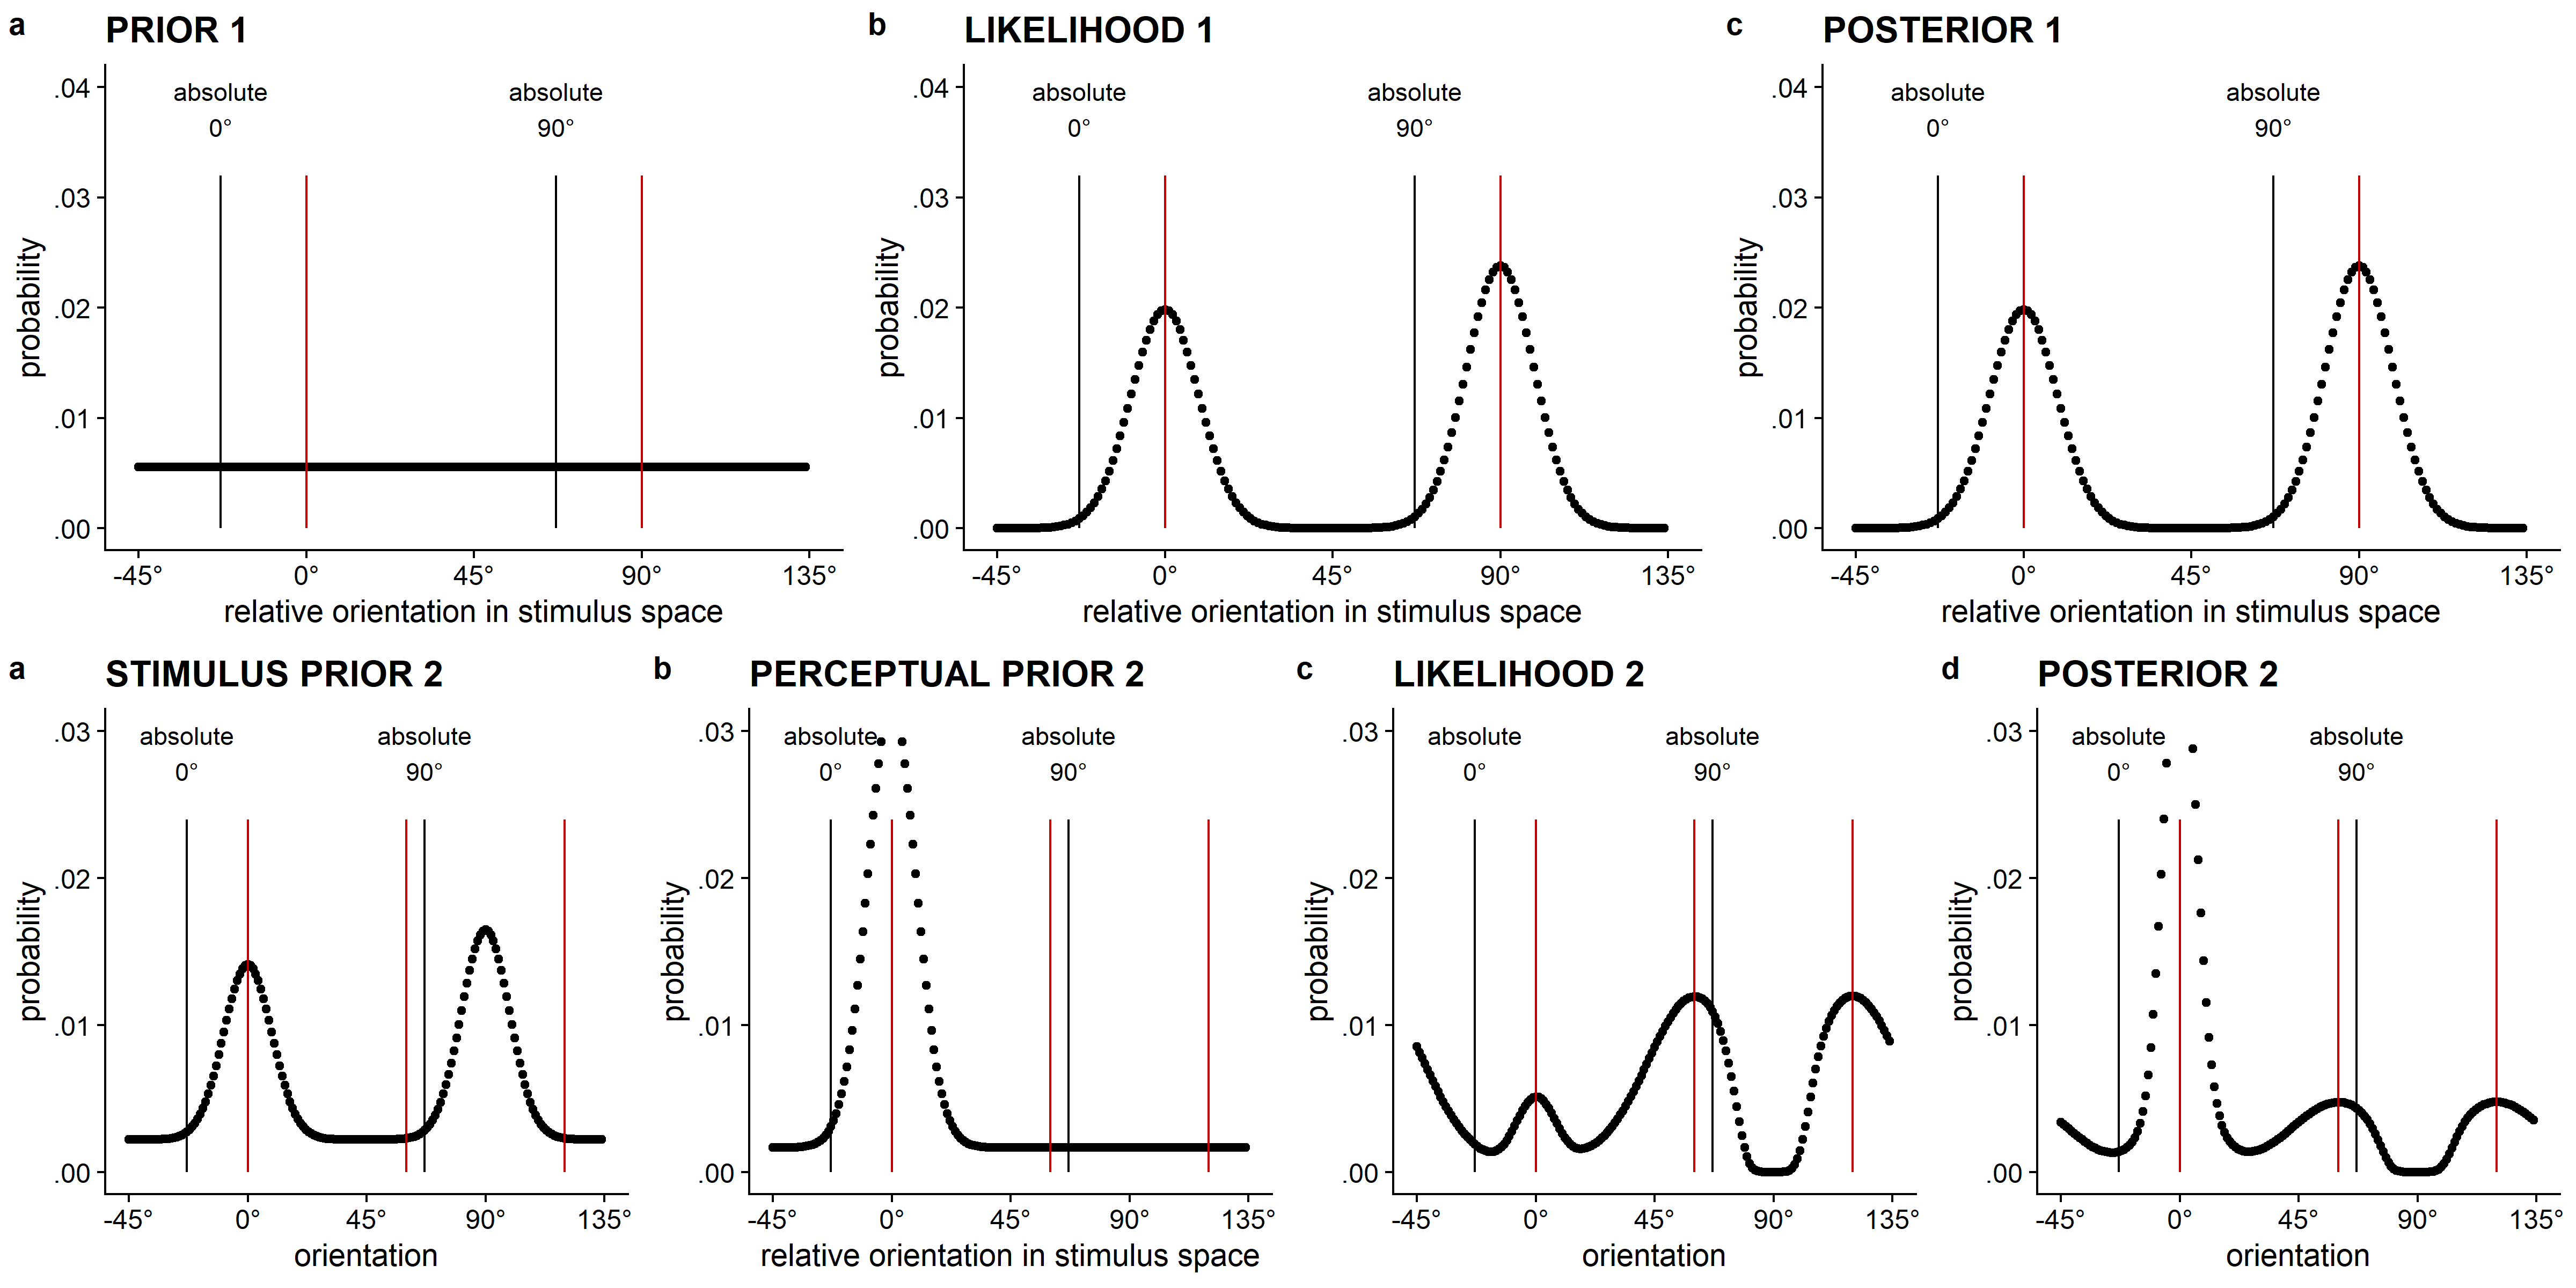 a PRIOR 1
absolute 0°
absolute 90°
.04
.03
.02
.01
.00
probability
-45° 0° 45° 90° 135°
relative orientation in stimulus space
b LIKELIHOOD 1
absolute 0°
absolute 90°
.04
.03
.02
.01
.00
probability
-45° 0° 45° 90° 135°
relative orientation in stimulus space
c POSTERIOR 1
absolute 0°
absolute 90°
.04
.03
.02
.01
.00
probability
-45° 0° 45° 90° 135°
relative orientation in stimulus space
a STIMULUS PRIOR 2
absolute 0°
absolute 90°
.03
.02
.01
.00
probability
-45° 0° 45° 90° 135°
orientation
b PERCEPTUAL PRIOR 2
absolute 0°
absolute 90°
.03
.02
.01
.00
probability
-45° 0° 45° 90° 135°
relative orientation in stimulus space
c LIKELIHOOD 2
absolute 0°
absolute 90°
.03
.02
.01
.00
probability
-45° 0° 45° 90° 135°
orientation
d POSTERIOR 2
absolute 0°
absolute 90°
.03
.02
.01
.00
probability
-45° 0° 45° 90° 135°
orientation